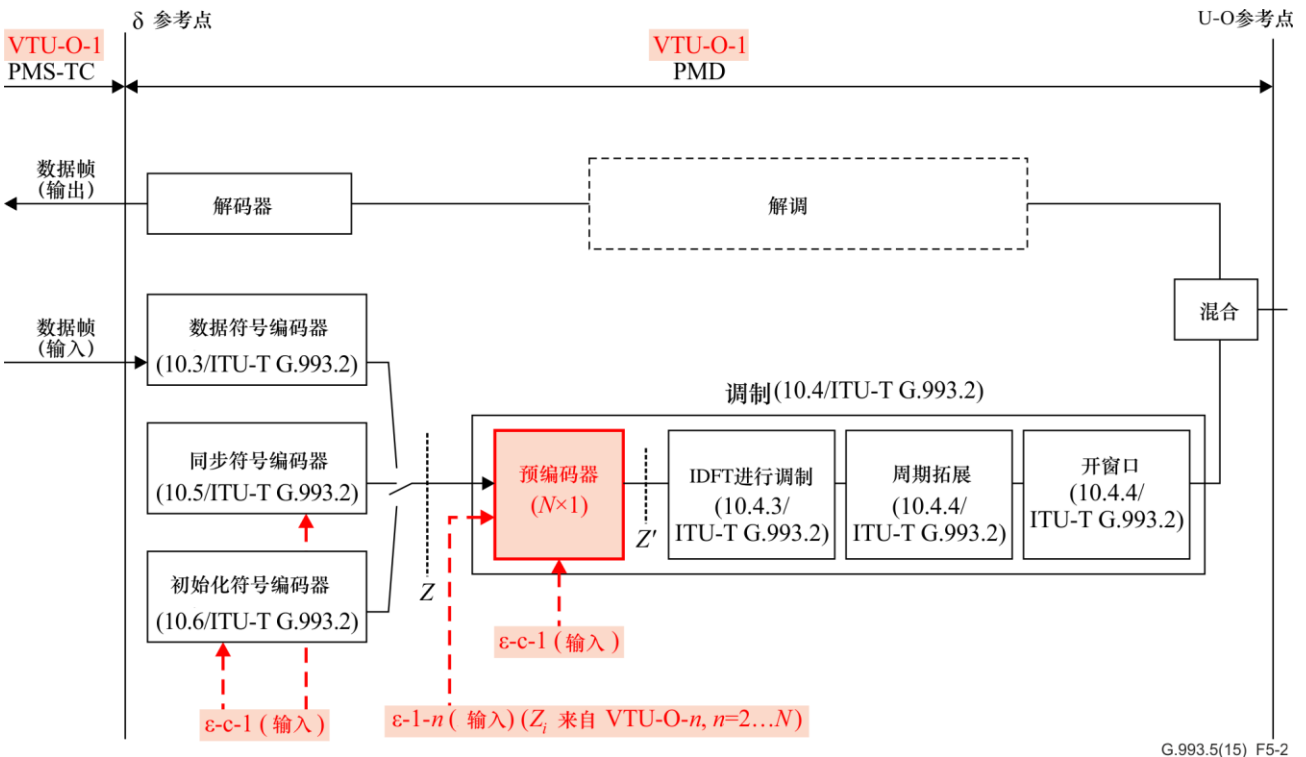 δ 参考点
U-O参考点
VTU-O-1
PMS-TC
VTU-O-1
PMD
数据帧
(输出)
解码器
解调
混合
数据帧
(输入)
数据符号编码器
(10.3/ITU-T G.993.2)
调制(10.4/ITU-T G.993.2)
同步符号编码器
(10.5/ITU-T G.993.2)
预编码器
(N×1)
IDFT进行调制
(10.4.3/
ITU-T G.993.2)
周期拓展
(10.4.4/
ITU-T G.993.2)
开窗口
(10.4.4/
ITU-T G.993.2)
Z'
Z
初始化符号编码器
(10.6/ITU-T G.993.2)
ε-c-1 (输入)
ε-c-1 (输入)
ε-1-n (输入) (Zi 来自 VTU-O-n, n=2…N)
G.993.5(15) F5-2